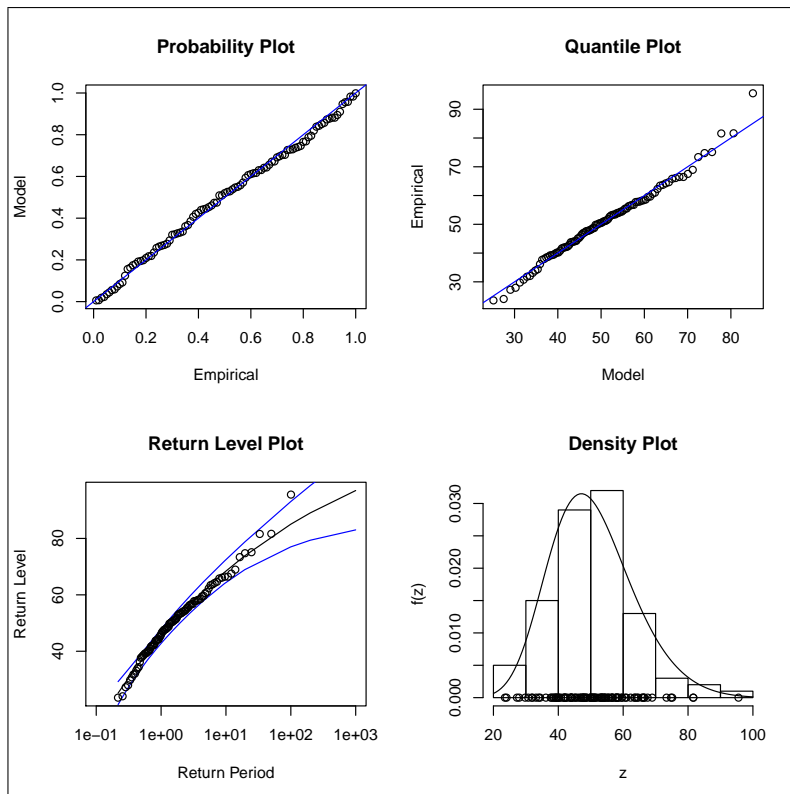 Probability Plot
Model
0.0 0.2 0.4 0.6 0.8 1.0
0.0 0.2 0.4 0.6 0.8 1.0
Empirical
Quantile Plot
Empirical
30 50 70 90
30 40 50 60 70 80
Model
Return Level Plot
Return Level
40 60 80
1e−01 1e+00 1e+01 1e+02 1e+03
Return Period
Density Plot
f(z)
0.000 0.010 0.020 0.030
20 40 60 80 100
z